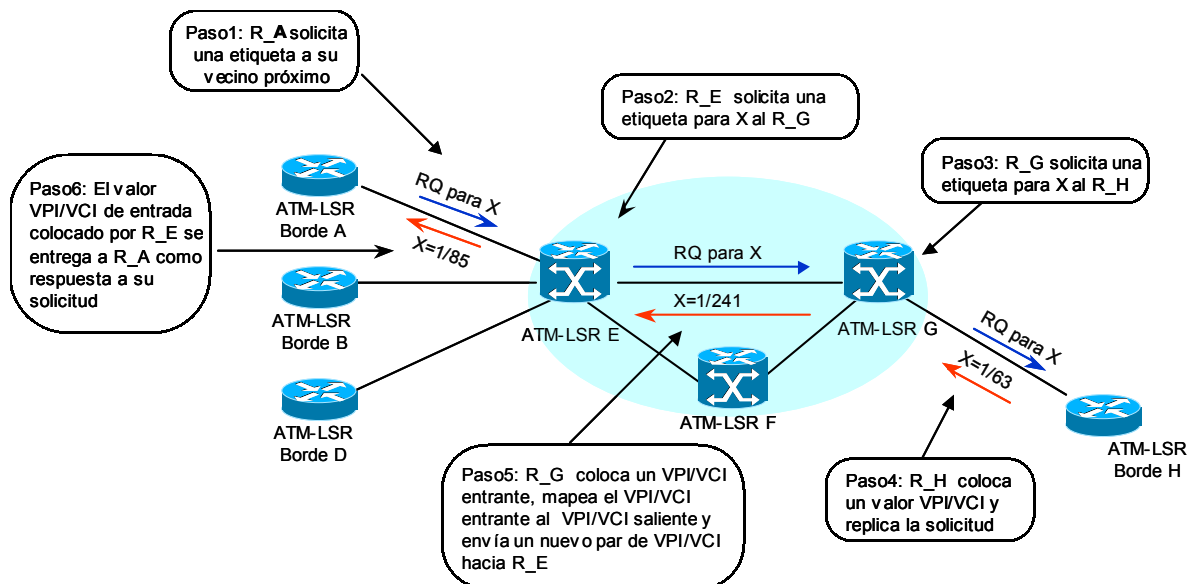 Paso1: R_A solicita
una etiqueta a su
vecino próximo
Paso2: R_E solicita una
etiqueta para X al R_G
Paso3: R_G solicita una
etiqueta para X al R_H
Paso6: El valor
VPI/VCI de entrada
colocado por R_E se
entrega a R_A como
respuesta a su
solicitud
ATM-LSR
Borde A
RQ para X
X=1/85
ATM-LSR
Borde B
ATM-LSR
Borde D
ATM-LSR E
RQ para X
X=1/241
ATM-LSR G
ATM-LSR F
RQ para X
X=1/63
ATM-LSR
Borde H
Paso5: R_G coloca un VPI/VCI
entrante, mapea el VPI/VCI
entrante al VPI/VCI saliente y
envía un nuevo par de VPI/VCI
hacia R_E
Paso4: R_H coloca
un valor VPI/VCI y
replica la solicitud